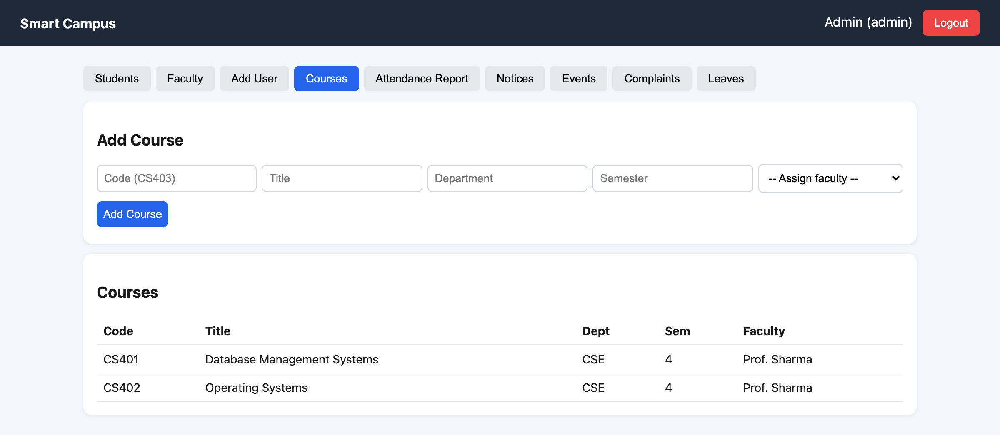 Smart Campus
Admin (admin) Logout
Students Faculty Add User Courses Attendance Report Notices Events Complaints Leaves
Add Course
Code (CS403) Title Department Semester -- Assign faculty --
Add Course
Courses
Code Title Dept Sem Faculty
CS401 Database Management Systems CSE 4 Prof. Sharma
CS402 Operating Systems CSE 4 Prof. Sharma